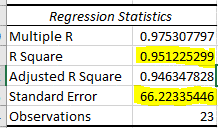 Regression Statistics
Multiple R 0.975307797
R Square 0.951225299
Adjusted R Square 0.946347828
Standard Error 66.22335446
Observations 23